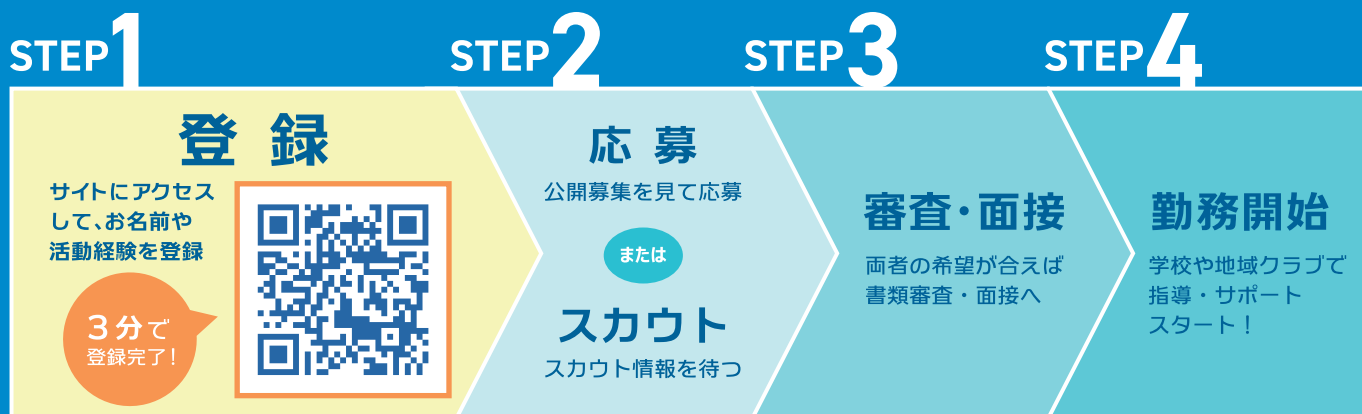 STEP1
登録
サイトにアクセス
して、お名前や
活動経験を登録
3分で
登録完了!
STEP2
応募
公開募集を見て応募
または
スカウト
スカウト情報を待つ
STEP3
審査・面接
両者の希望が合えば
書類審査・面接へ
STEP4
勤務開始
学校や地域クラブで
指導・サポート
スタート!